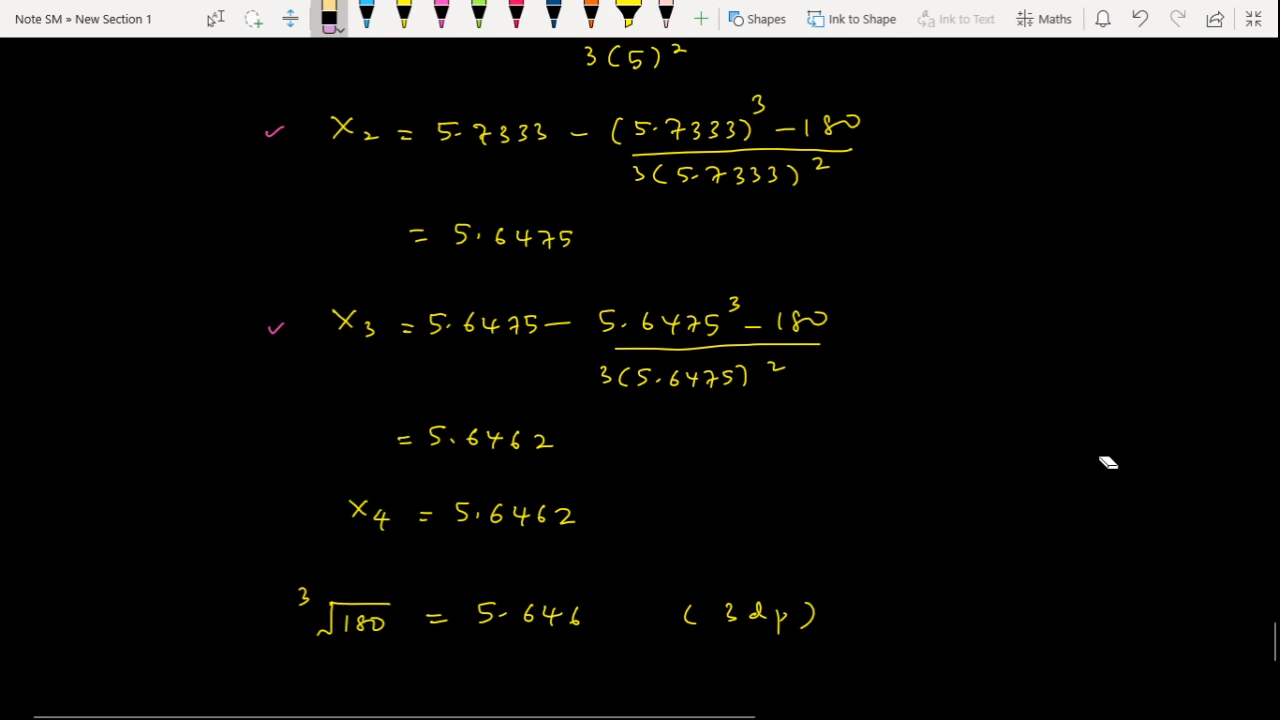 Note SM » New Section 1 Shapes Ink to Shape Ink to Text Maths
3(5)²
✓ X₂ = 5.7333 − (5.7333)³ − 180
3(5.7333)²
= 5.6475
✓ X₃ = 5.6475 − 5.6475³ − 180
3(5.6475)²
= 5.6462
X₄ = 5.6462
³√180 = 5.646 (3dp)